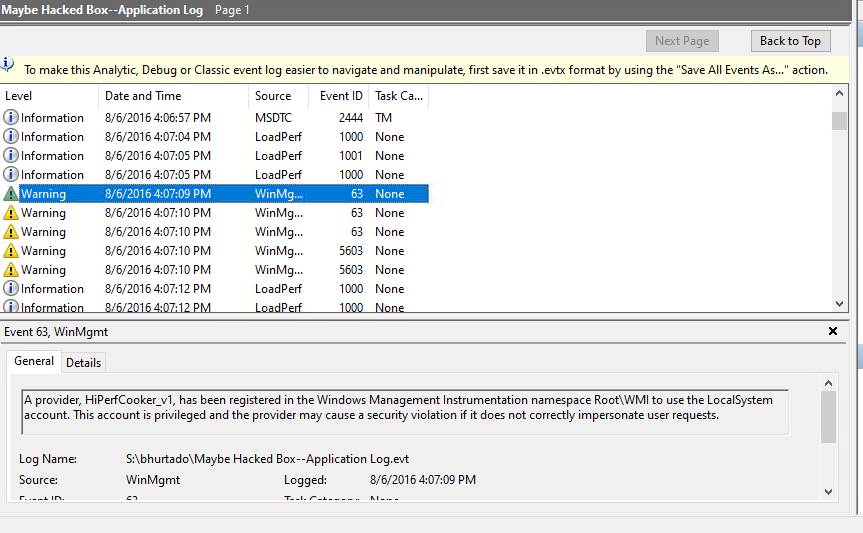 Maybe Hacked Box--Application Log Page 1
Next Page Back to Top
To make this Analytic, Debug or Classic event log easier to navigate and manipulate, first save it in .evtx format by using the "Save All Events As..." action.
Level Date and Time Source Event ID Task Ca...
Information 8/6/2016 4:06:57 PM MSDTC 2444 TM
Information 8/6/2016 4:07:04 PM LoadPerf 1000 None
Information 8/6/2016 4:07:05 PM LoadPerf 1001 None
Information 8/6/2016 4:07:05 PM LoadPerf 1000 None
Warning 8/6/2016 4:07:09 PM WinMg... 63 None
Warning 8/6/2016 4:07:10 PM WinMg... 63 None
Warning 8/6/2016 4:07:10 PM WinMg... 63 None
Warning 8/6/2016 4:07:10 PM WinMg... 5603 None
Warning 8/6/2016 4:07:10 PM WinMg... 5603 None
Information 8/6/2016 4:07:12 PM LoadPerf 1000 None
Information 8/6/2016 4:07:12 PM LoadPerf 1000 None
Event 63, WinMgmt
General Details
A provider, HiPerfCooker_v1, has been registered in the Windows Management Instrumentation namespace Root\WMI to use the LocalSystem
account. This account is privileged and the provider may cause a security violation if it does not correctly impersonate user requests.
Log Name: S:\bhurtado\Maybe Hacked Box--Application Log.evt
Source: WinMgmt Logged: 8/6/2016 4:07:09 PM
Event ID: 63 Task Category: None